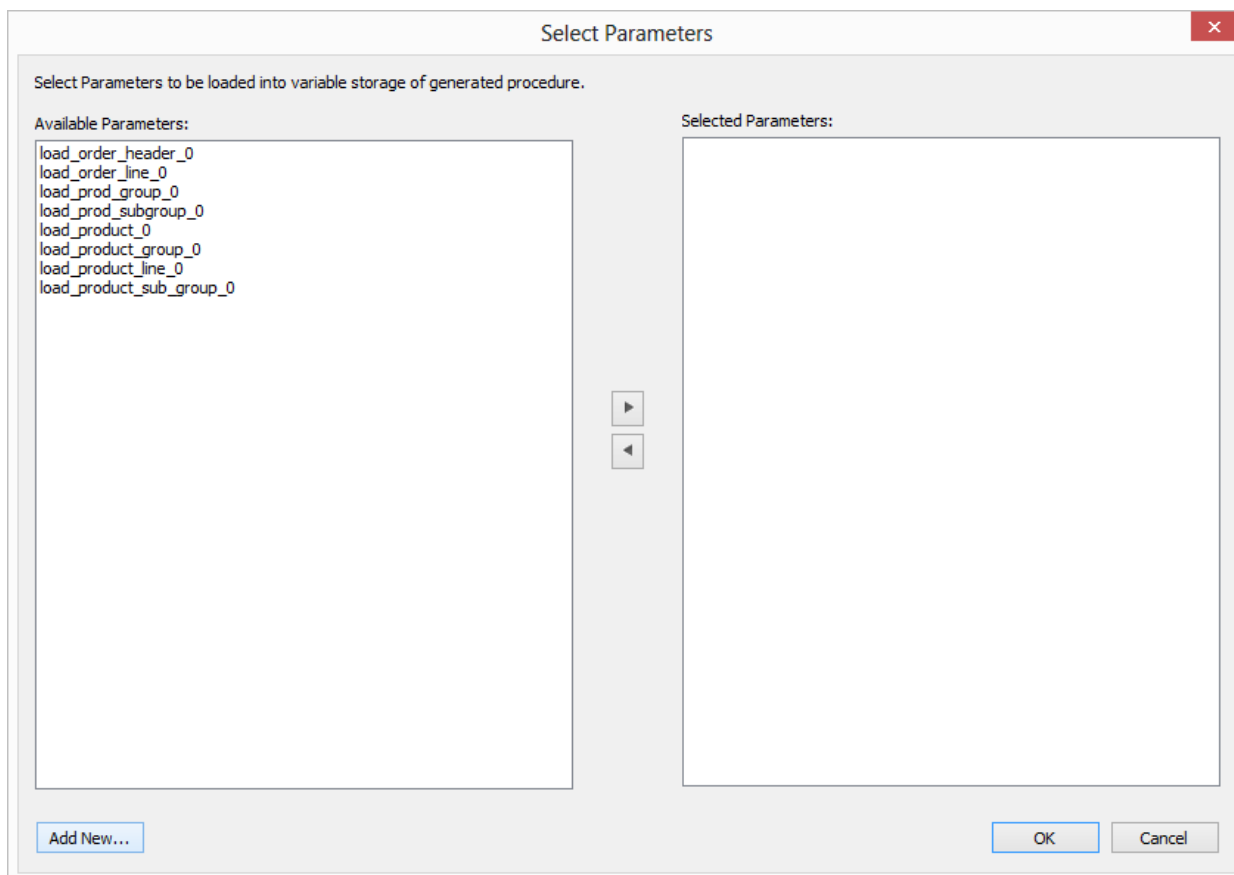 Select Parameters
Select Parameters to be loaded into variable storage of generated procedure.
Available Parameters:
load_order_header_0
load_order_line_0
load_prod_group_0
load_prod_subgroup_0
load_product_0
load_product_group_0
load_product_line_0
load_product_sub_group_0
Selected Parameters:
Add New...
OK
Cancel